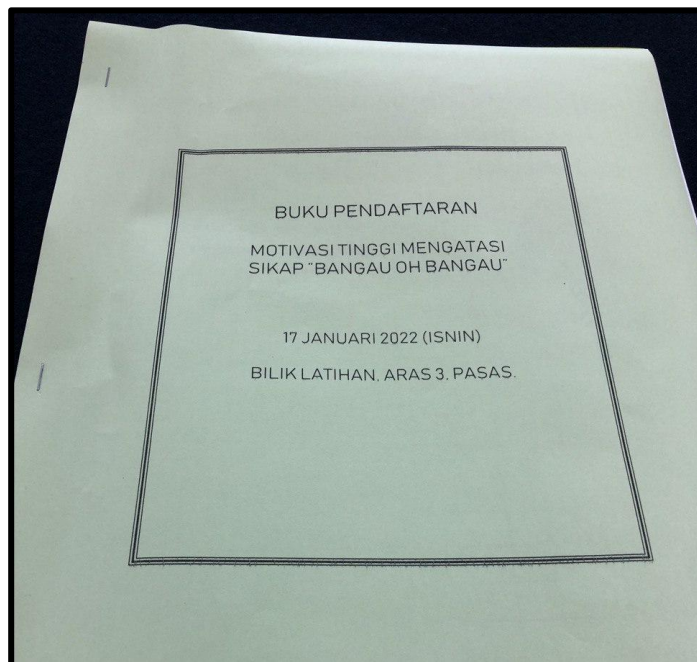 BUKU PENDAFTARAN
MOTIVASI TINGGI MENGATASI
SIKAP "BANGAU OH BANGAU"
17 JANUARI 2022 (ISNIN)
BILIK LATIHAN, ARAS 3, PASAS.